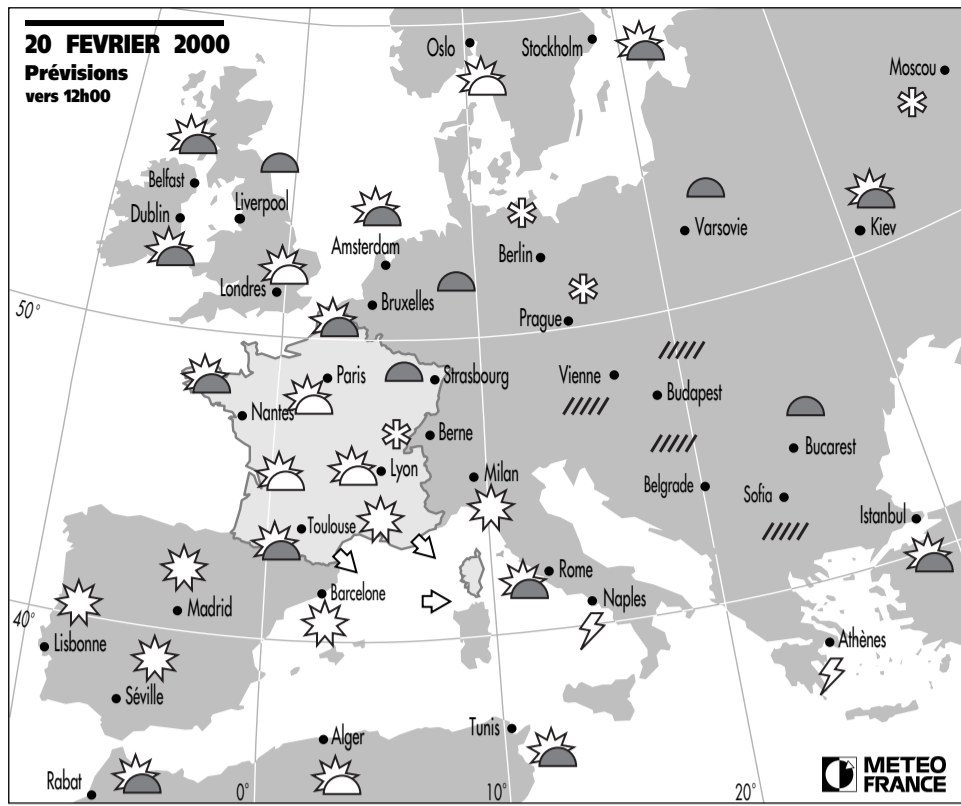 20 FEVRIER 2000
Prévisions
vers 12h00
Oslo
Stockholm
Moscou
Belfast
Dublin
Liverpool
Varsovie
Kiev
Amsterdam
Berlin
Londres
Bruxelles
50°
Prague
Paris
Strasbourg
Vienne
Budapest
Nantes
Berne
Bucarest
Lyon
Milan
Belgrade
Sofia
Istanbul
Toulouse
Rome
Barcelone
Madrid
Naples
40°
Lisbonne
Athènes
Séville
Tunis
Alger
Rabat
0°
10°
20°
METEO
FRANCE